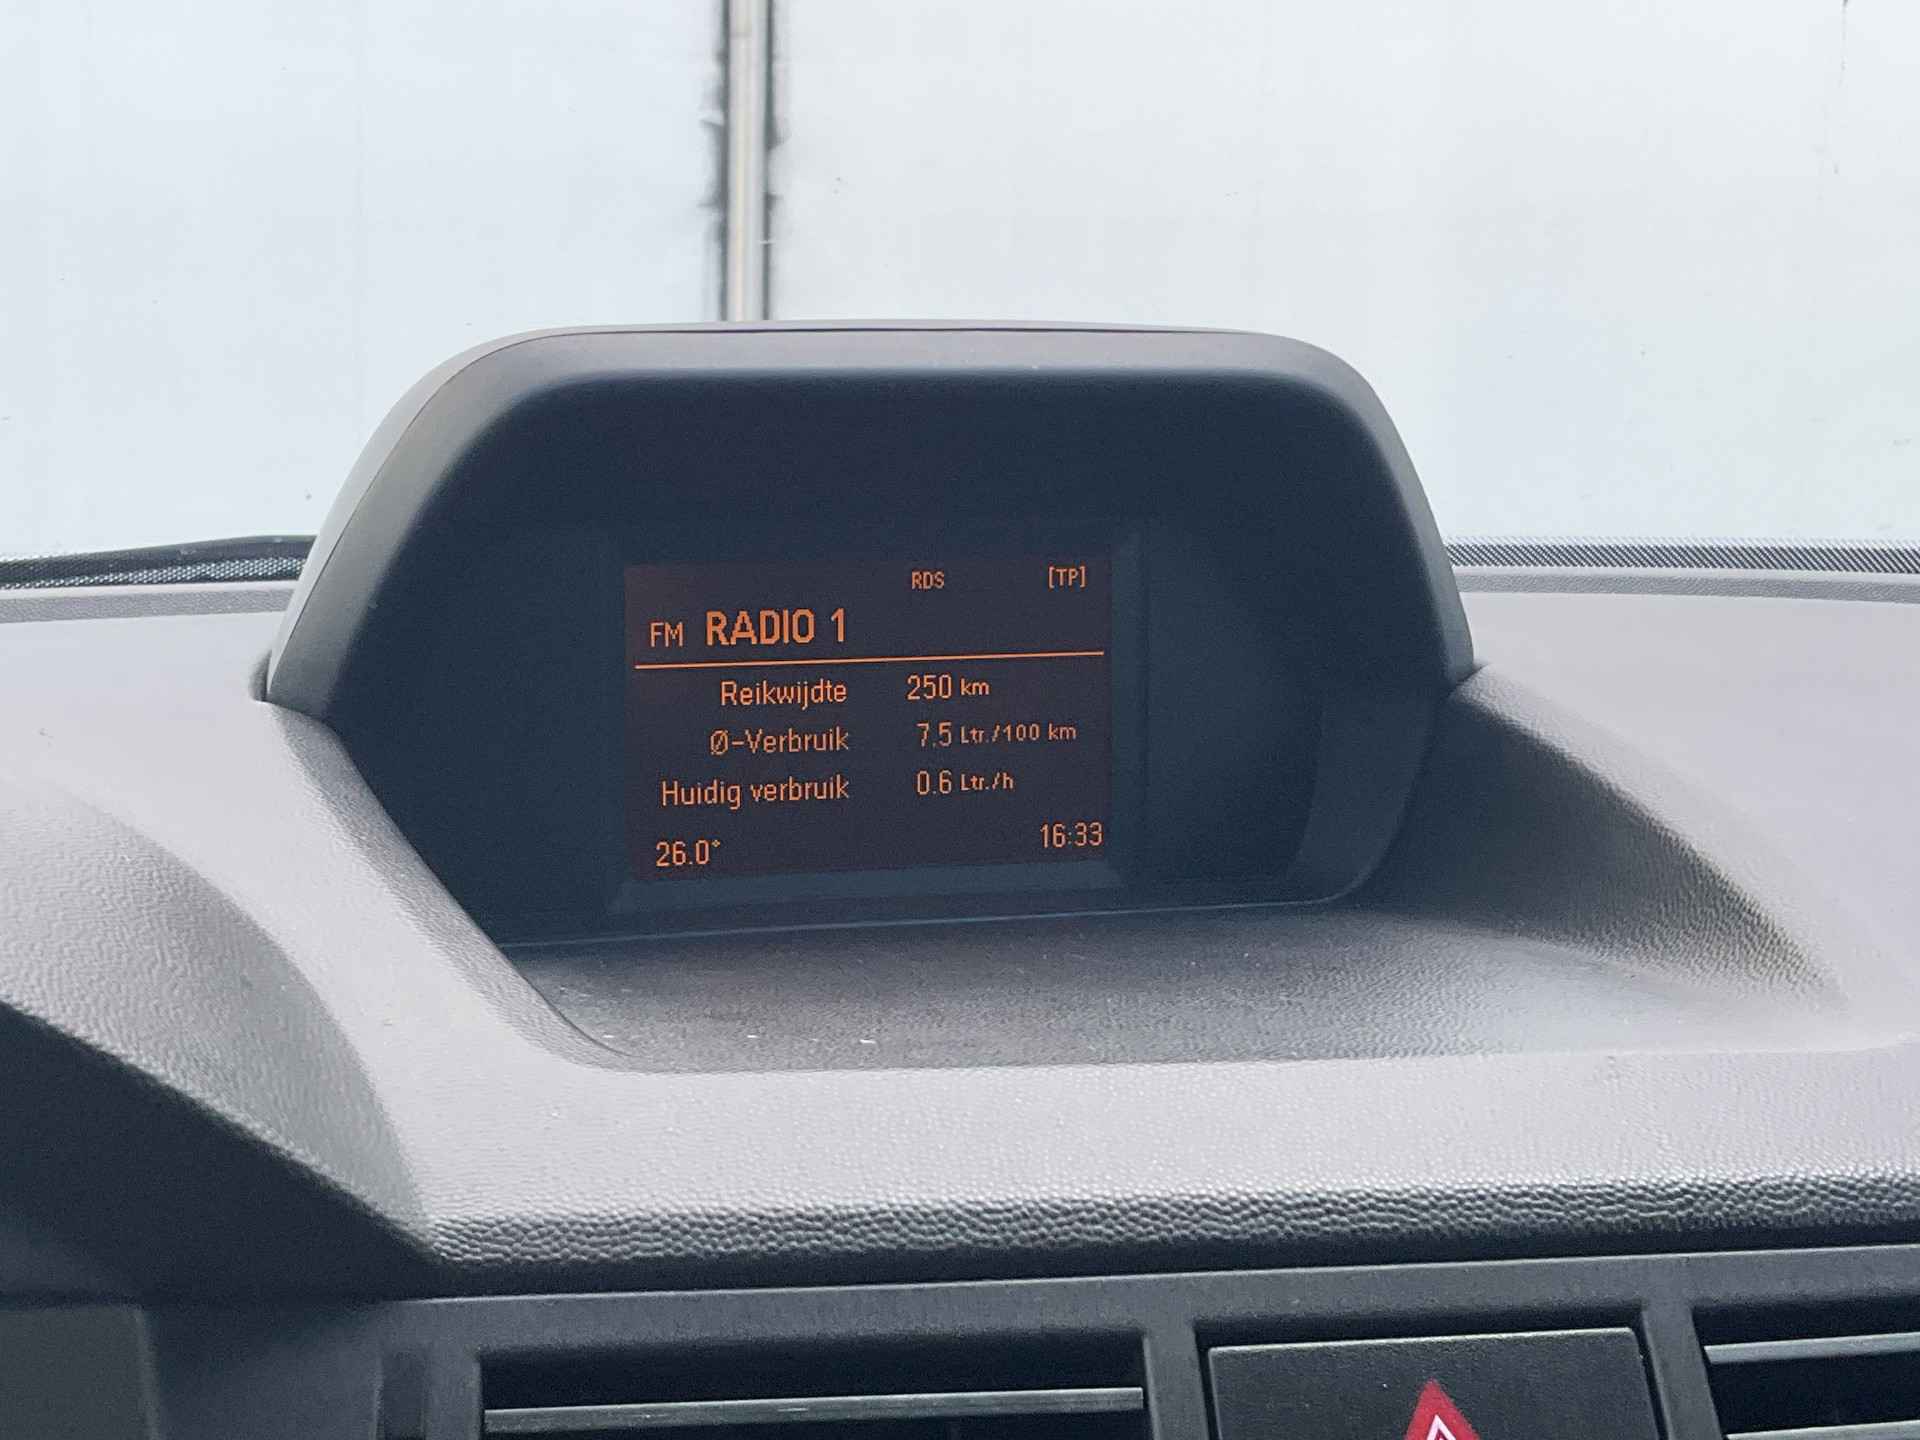 RDS [TP]
FM RADIO 1
Reikwijdte 250 km
Ø-Verbruik 7.5 Ltr./100 km
Huidig verbruik 0.6 Ltr./h
26.0° 16:33